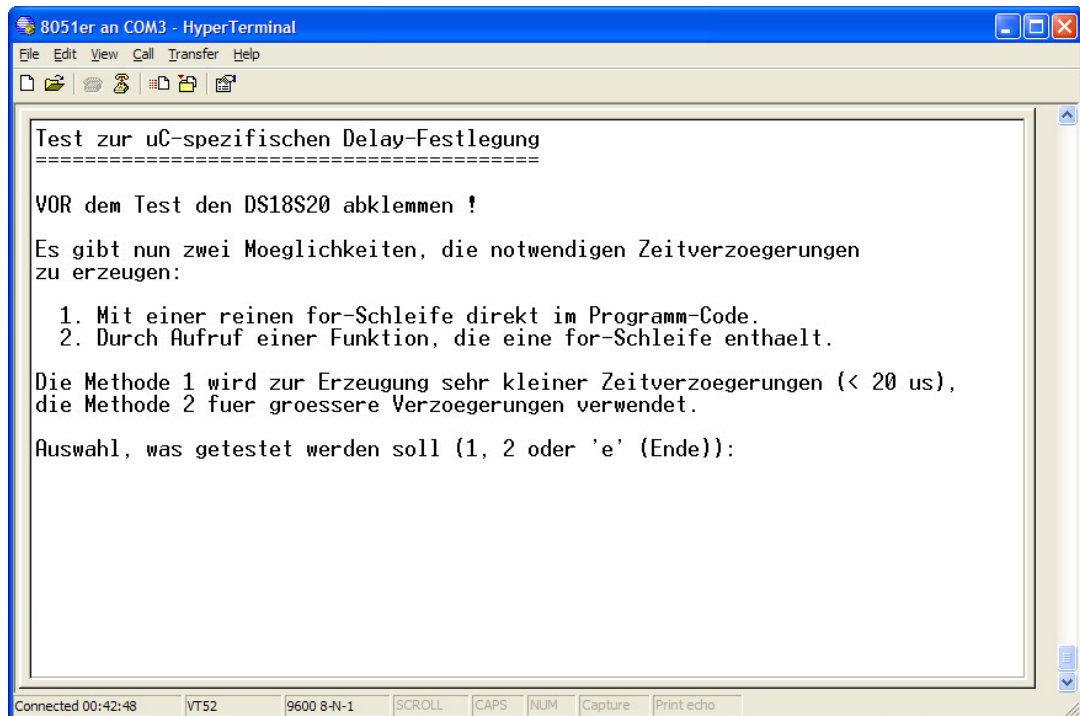 8051er an COM3 - HyperTerminal
File Edit View Call Transfer Help
Test zur uC-spezifischen Delay-Festlegung
=========================================
VOR dem Test den DS18S20 abklemmen !
Es gibt nun zwei Moeglichkeiten, die notwendigen Zeitverzoegerungen
zu erzeugen:
1. Mit einer reinen for-Schleife direkt im Programm-Code.
2. Durch Aufruf einer Funktion, die eine for-Schleife enthaelt.
Die Methode 1 wird zur Erzeugung sehr kleiner Zeitverzoegerungen (< 20 us),
die Methode 2 fuer groessere Verzoegerungen verwendet.
Auswahl, was getestet werden soll (1, 2 oder 'e' (Ende)):
Connected 00:42:48 VT52 9600 8-N-1 SCROLL CAPS NUM Capture Print echo